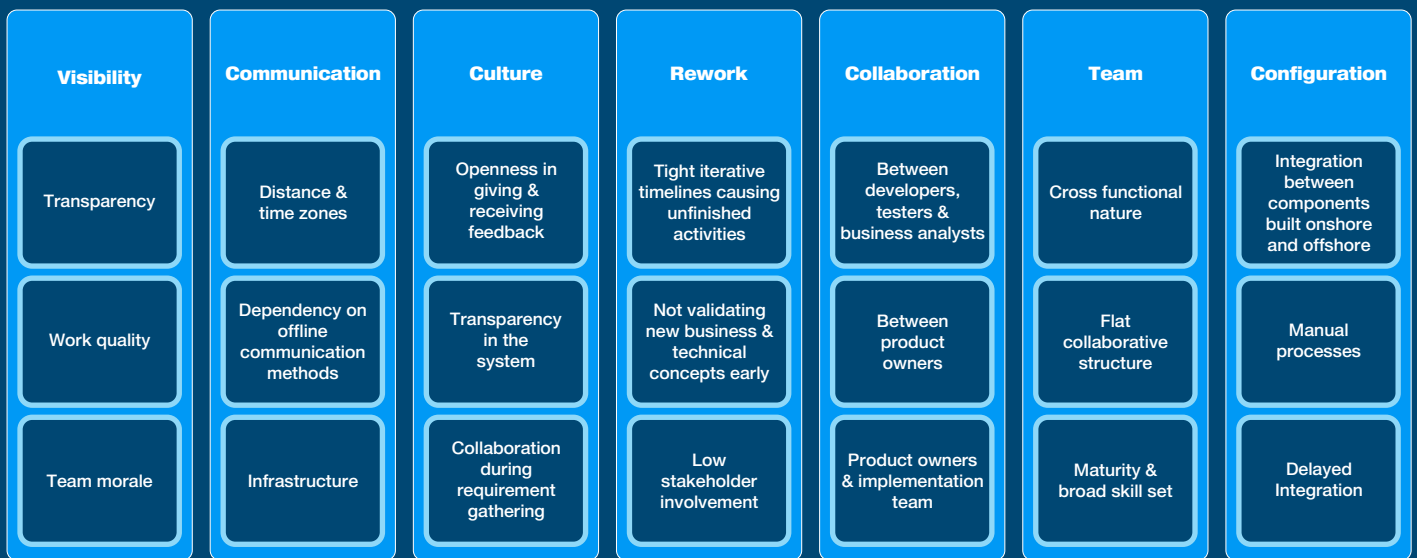 Visibility
Transparency
Work quality
Team morale
Communication
Distance &
time zones
Dependency on
offline
communication
methods
Infrastructure
Culture
Openness in
giving &
receiving
feedback
Transparency
in the
system
Collaboration
during
requirement
gathering
Rework
Tight iterative
timelines causing
unfinished
activities
Not validating
new business &
technical
concepts early
Low
stakeholder
involvement
Collaboration
Between
developers,
testers &
business analysts
Between
product
owners
Product owners
& implementation
team
Team
Cross functional
nature
Flat
collaborative
structure
Maturity &
broad skill set
Configuration
Integration
between
components
built onshore
and offshore
Manual
processes
Delayed
Integration